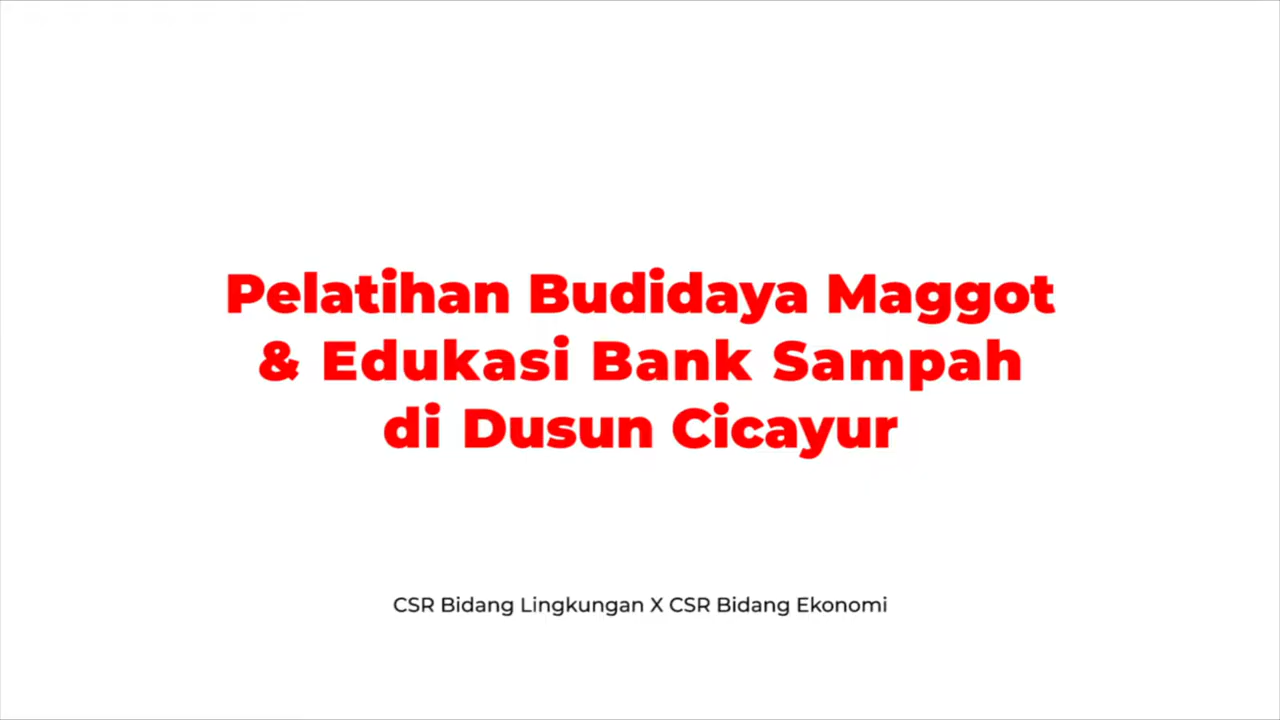 Pelatihan Budidaya Maggot
& Edukasi Bank Sampah
di Dusun Cicayur
CSR Bidang Lingkungan X CSR Bidang Ekonomi